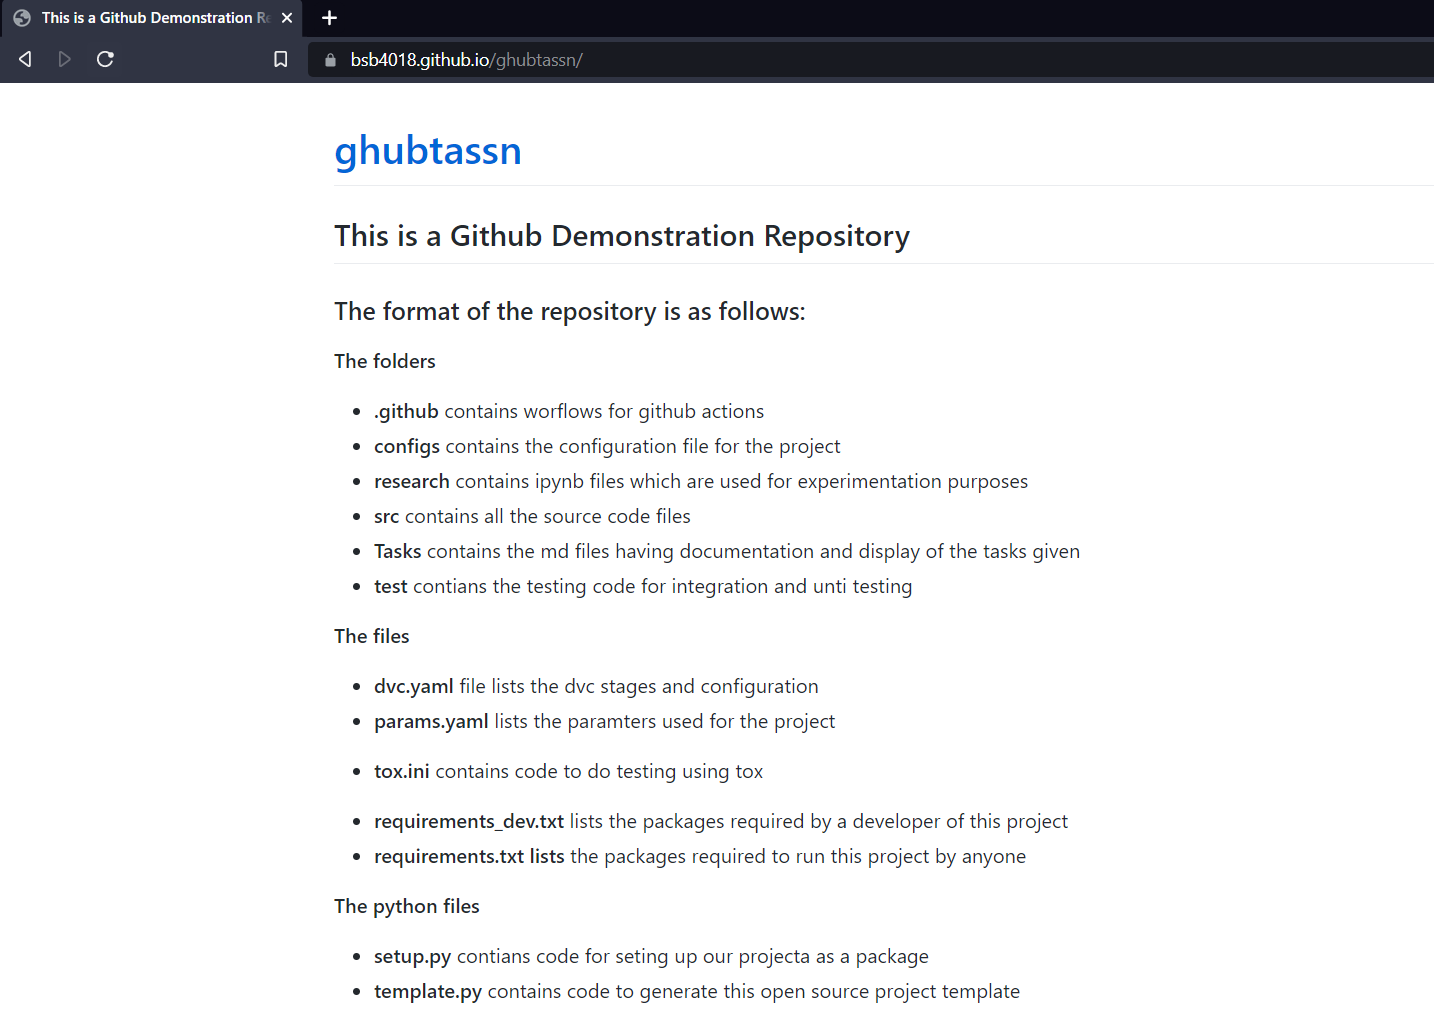 This is a Github Demonstration Re
bsb4018.github.io/ghubtassn/
ghubtassn
This is a Github Demonstration Repository
The format of the repository is as follows:
The folders
.github contains worflows for github actions
configs contains the configuration file for the project
research contains ipynb files which are used for experimentation purposes
src contains all the source code files
Tasks contains the md files having documentation and display of the tasks given
test contians the testing code for integration and unti testing
The files
dvc.yaml file lists the dvc stages and configuration
params.yaml lists the paramters used for the project
tox.ini contains code to do testing using tox
requirements_dev.txt lists the packages required by a developer of this project
requirements.txt lists the packages required to run this project by anyone
The python files
setup.py contians code for seting up our projecta as a package
template.py contains code to generate this open source project template